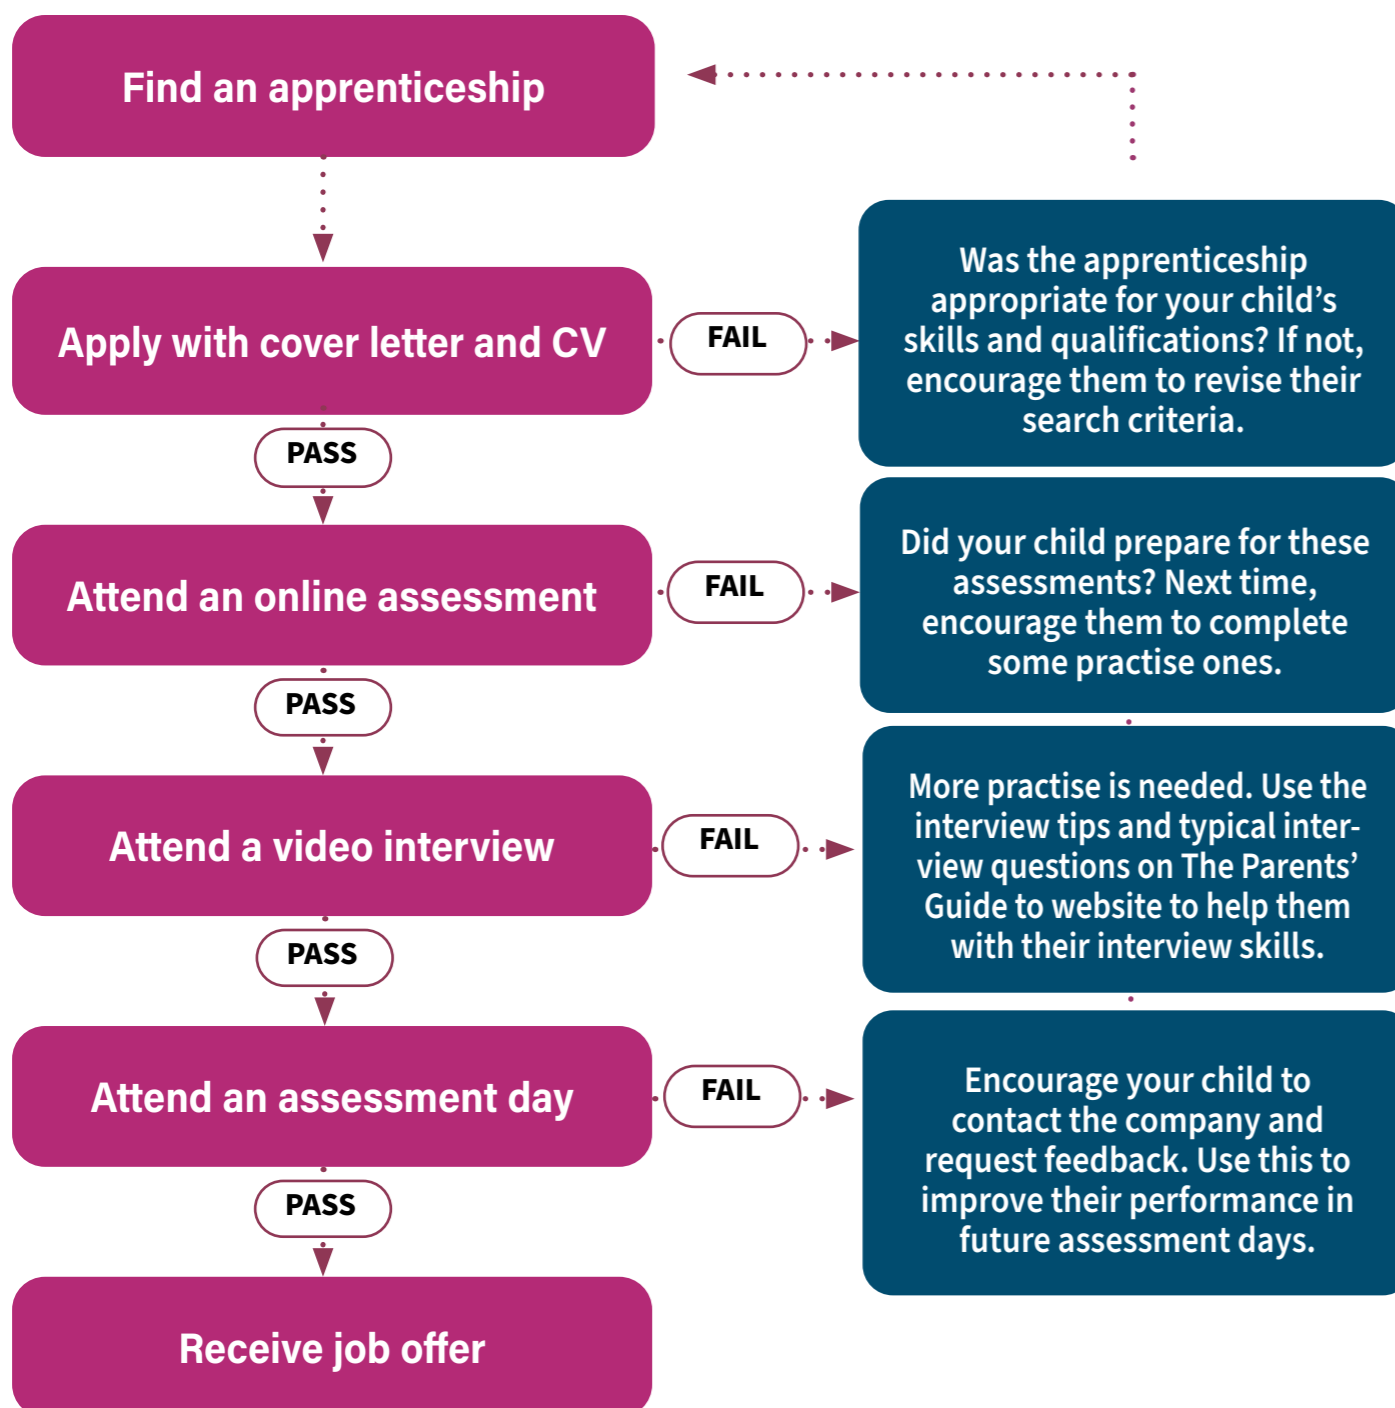 Find an apprenticeship
Apply with cover letter and CV
FAIL
Was the apprenticeship
appropriate for your child’s
skills and qualifications? If not,
encourage them to revise their
search criteria.
PASS
Attend an online assessment
FAIL
Did your child prepare for these
assessments? Next time,
encourage them to complete
some practise ones.
PASS
Attend a video interview
FAIL
More practise is needed. Use the
interview tips and typical inter-
view questions on The Parents’
Guide to website to help them
with their interview skills.
PASS
Attend an assessment day
FAIL
Encourage your child to
contact the company and
request feedback. Use this to
improve their performance in
future assessment days.
PASS
Receive job offer